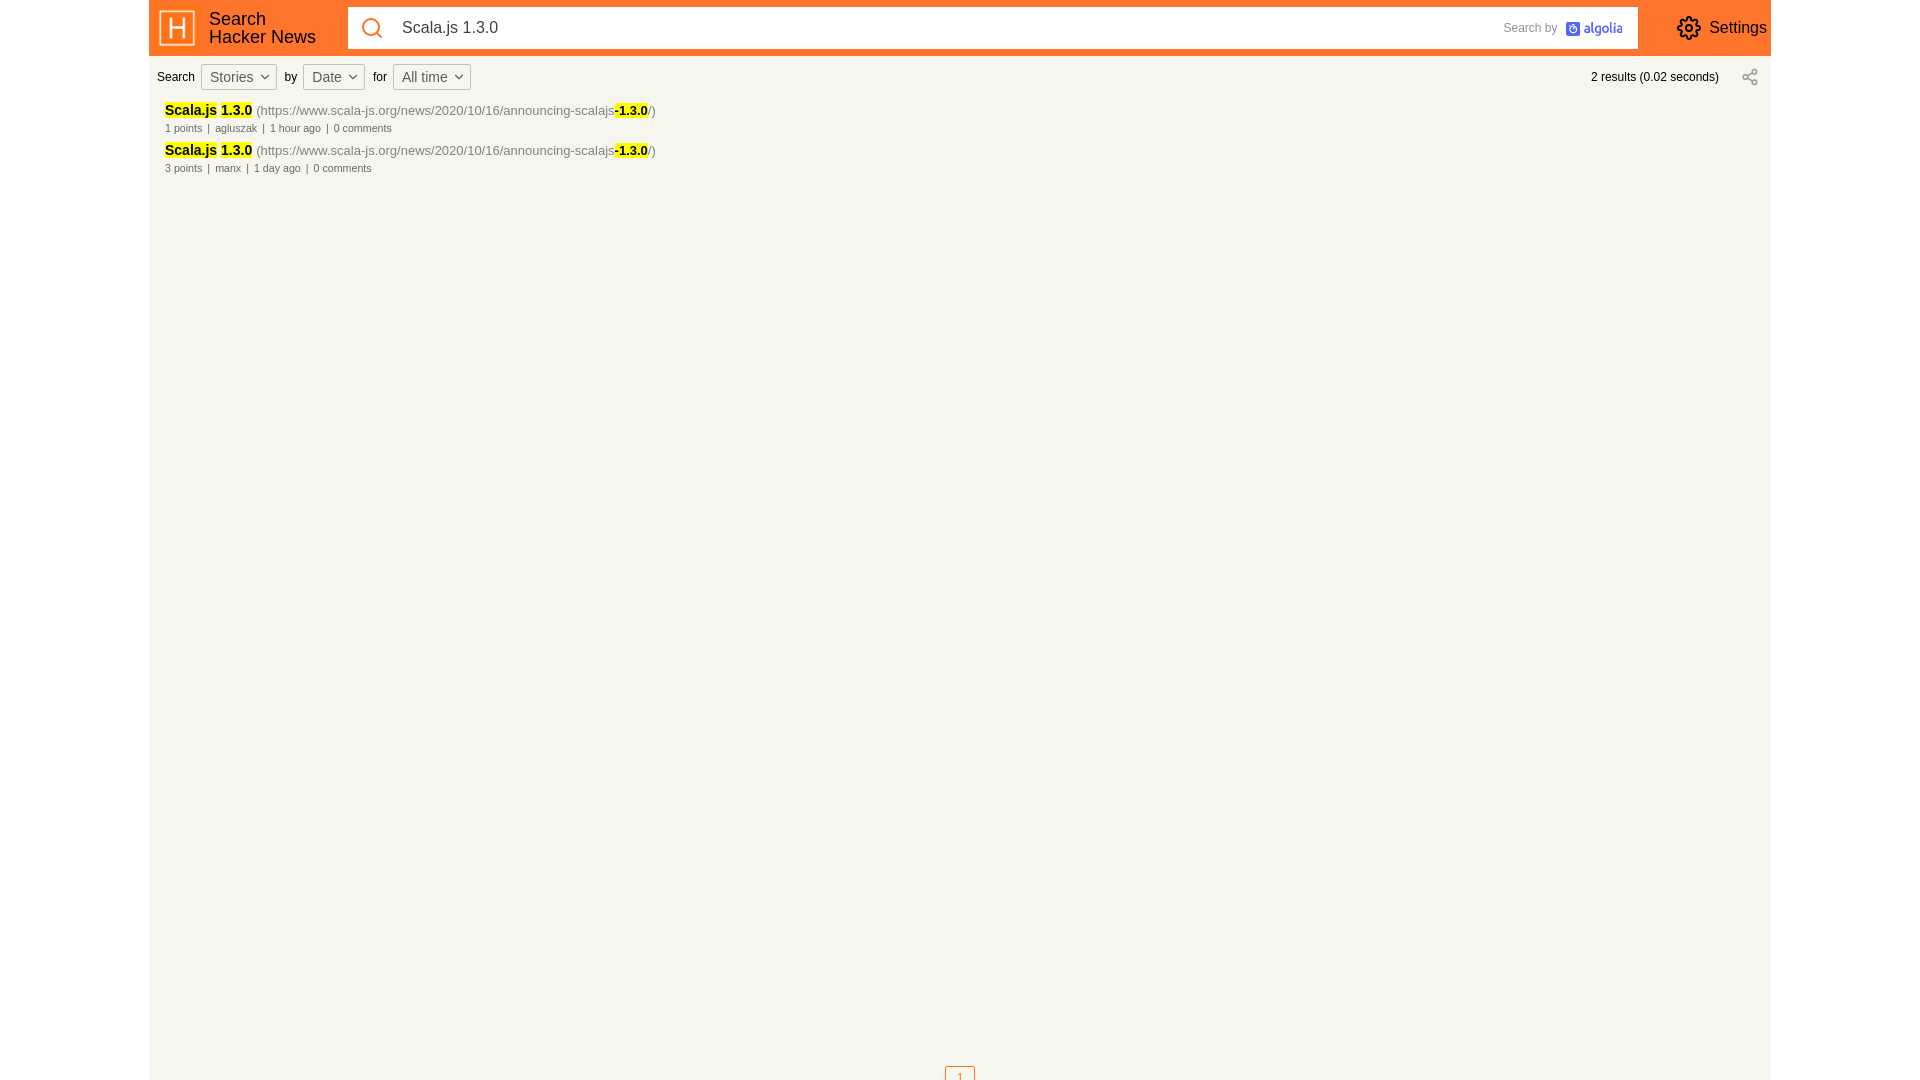 Search
Hacker News
Scala.js 1.3.0
Search by algolia
Settings
Search Stories by Date for All time
2 results (0.02 seconds)
Scala.js 1.3.0 (https://www.scala-js.org/news/2020/10/16/announcing-scalajs-1.3.0/)
1 points | agluszak | 1 hour ago | 0 comments
Scala.js 1.3.0 (https://www.scala-js.org/news/2020/10/16/announcing-scalajs-1.3.0/)
3 points | manx | 1 day ago | 0 comments
1